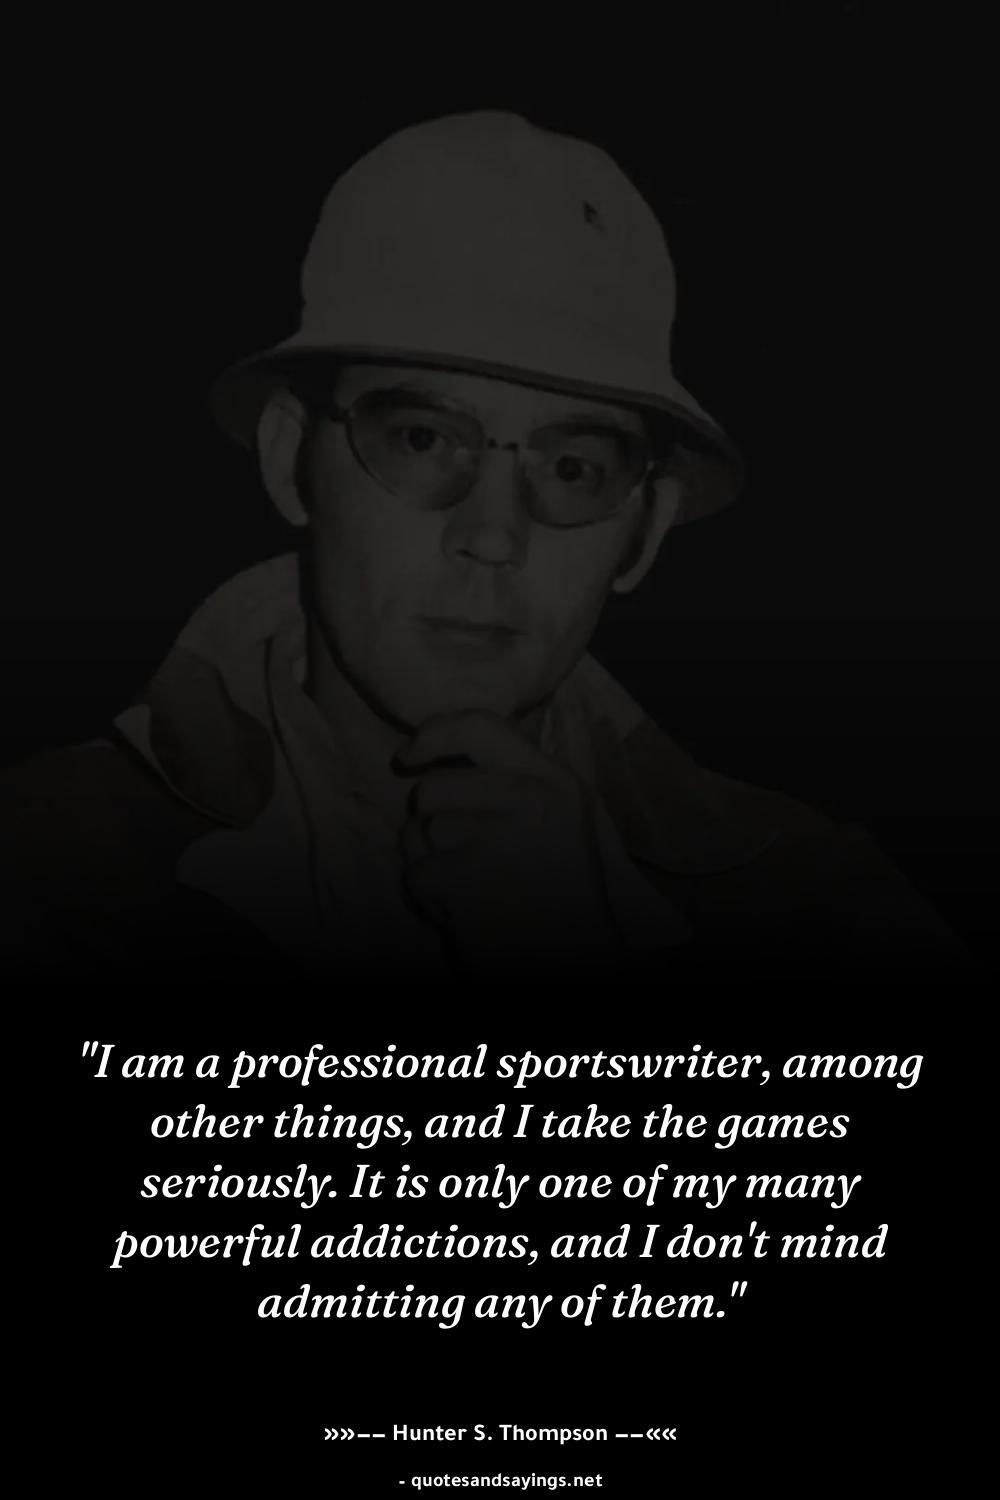 "I am a professional sportswriter, among
other things, and I take the games
seriously. It is only one of my many
powerful addictions, and I don't mind
admitting any of them."
»»–– Hunter S. Thompson ––««
- quotesandsayings.net